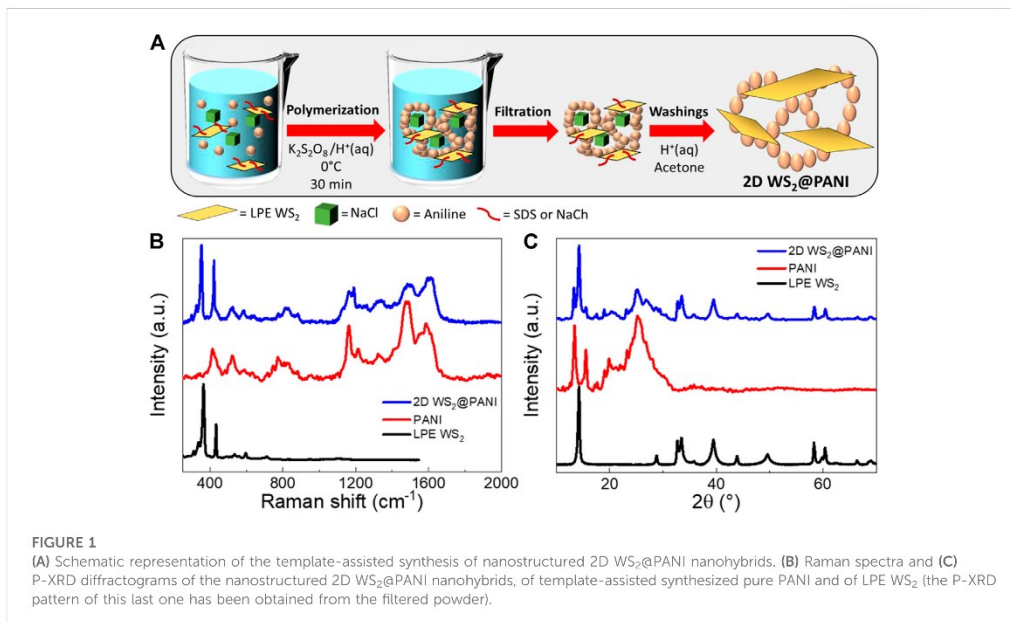 A
Polymerization
K₂S₂O₈/H⁺(aq)
0°C
30 min
Filtration
Washings
H⁺(aq)
Acetone
2D WS₂@PANI
= LPE WS₂
= NaCl
= Aniline
= SDS or NaCh
B
Intensity (a.u.)
2D WS₂@PANI
PANI
LPE WS₂
400 800 1200 1600 2000
Raman shift (cm⁻¹)
C
Intensity (a.u.)
2D WS₂@PANI
PANI
LPE WS₂
20 40 60
2θ (°)
FIGURE 1
(A) Schematic representation of the template-assisted synthesis of nanostructured 2D WS₂@PANI nanohybrids. (B) Raman spectra and (C)
P-XRD diffractograms of the nanostructured 2D WS₂@PANI nanohybrids, of template-assisted synthesized pure PANI and of LPE WS₂ (the P-XRD
pattern of this last one has been obtained from the filtered powder).